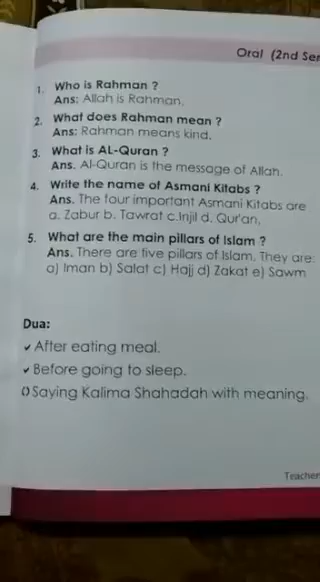 Oral (2nd Ser
1. Who is Rahman ?
Ans: Allah is Rahman.
2. What does Rahman mean ?
Ans: Rahman means kind.
3. What is AL-Quran ?
Ans. Al-Quran is the message of Allah.
4. Write the name of Asmani Kitabs ?
Ans. The four important Asmani Kitabs are
a. Zabur b. Tawrat c.Injil d. Qur'an.
5. What are the main pillars of Islam ?
Ans. There are five pillars of Islam. They are:
a) Iman b) Salat c) Hajj d) Zakat e) Sawm
Dua:
✓ After eating meal.
✓ Before going to sleep.
Saying Kalima Shahadah with meaning.
Teacher